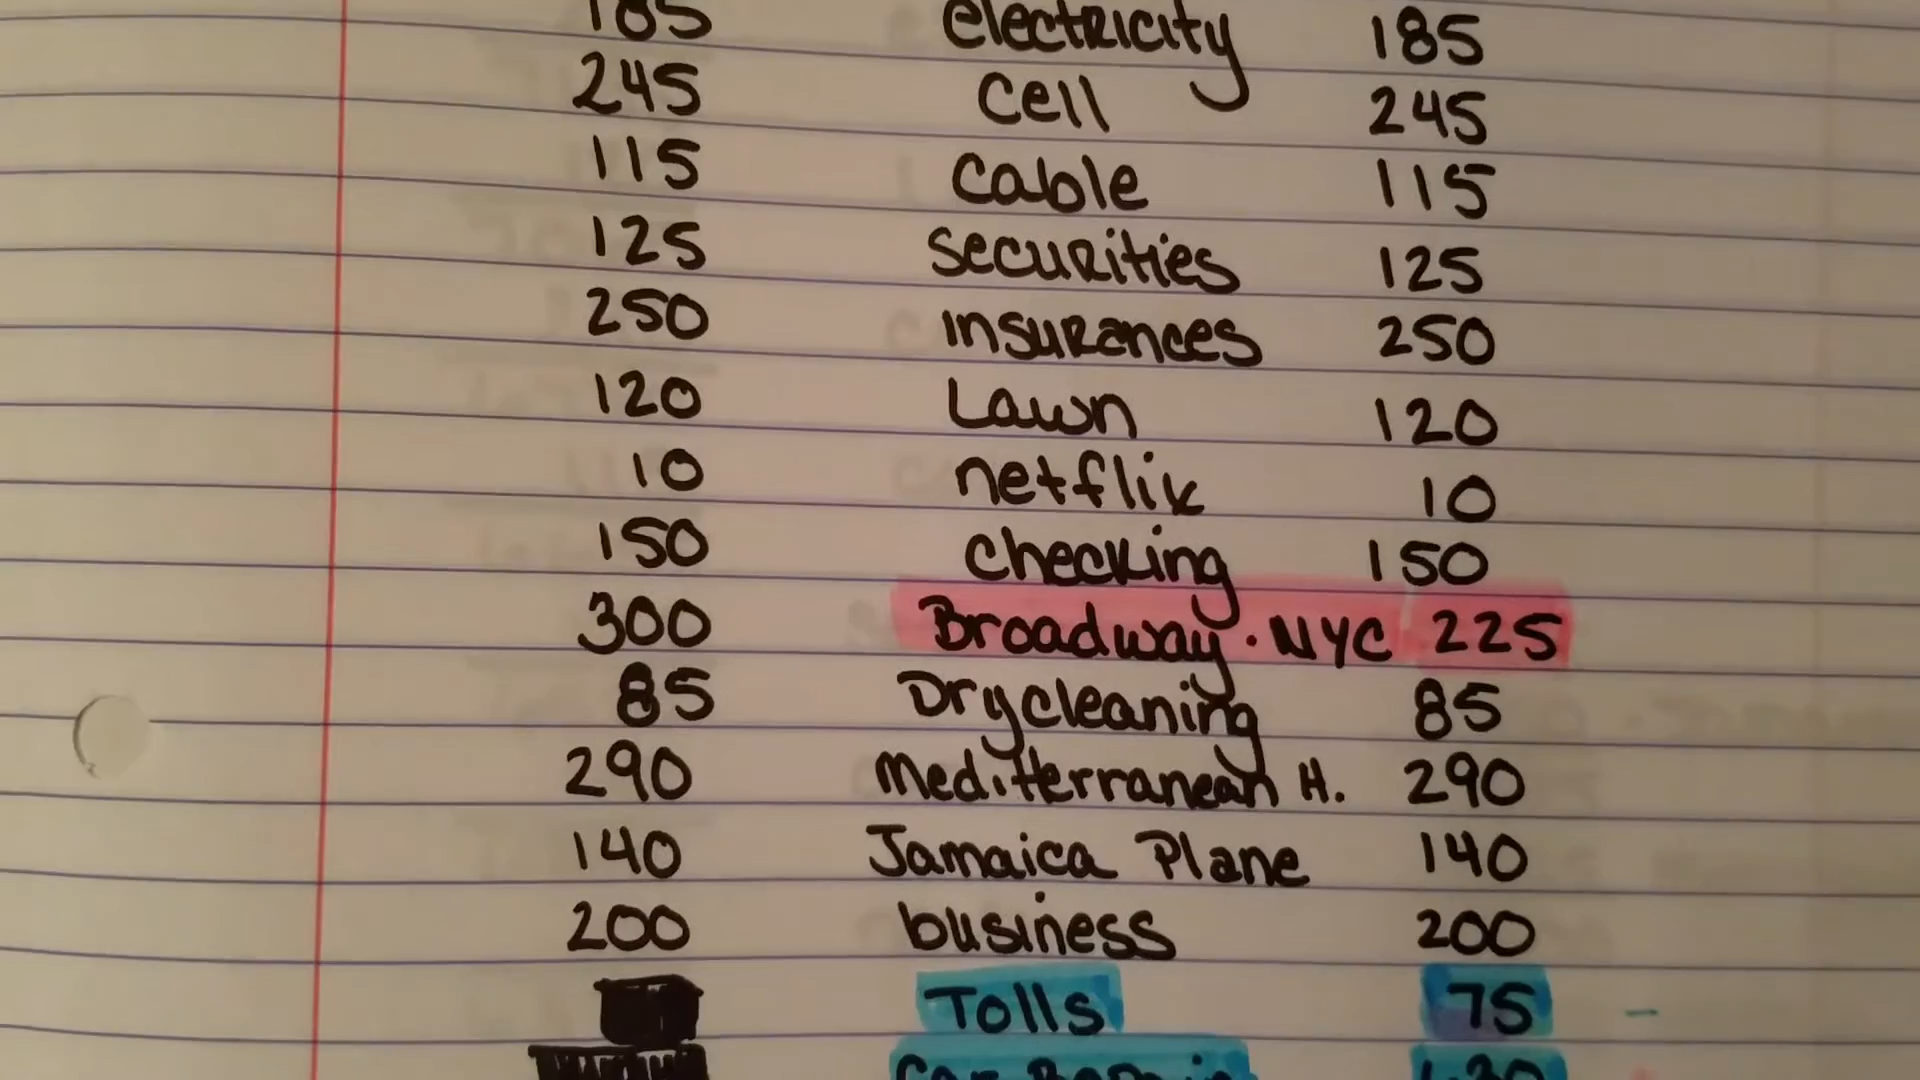 185 electricity 185
245 Cell 245
115 Cable 115
125 securities 125
250 insurances 250
120 Lawn 120
10 netflix 10
150 checking 150
300 Broadway · NYC 225
85 Drycleaning 85
290 Mediterranean H. 290
140 Jamaica Plane 140
200 business 200
Tolls 75 -
Car Repair